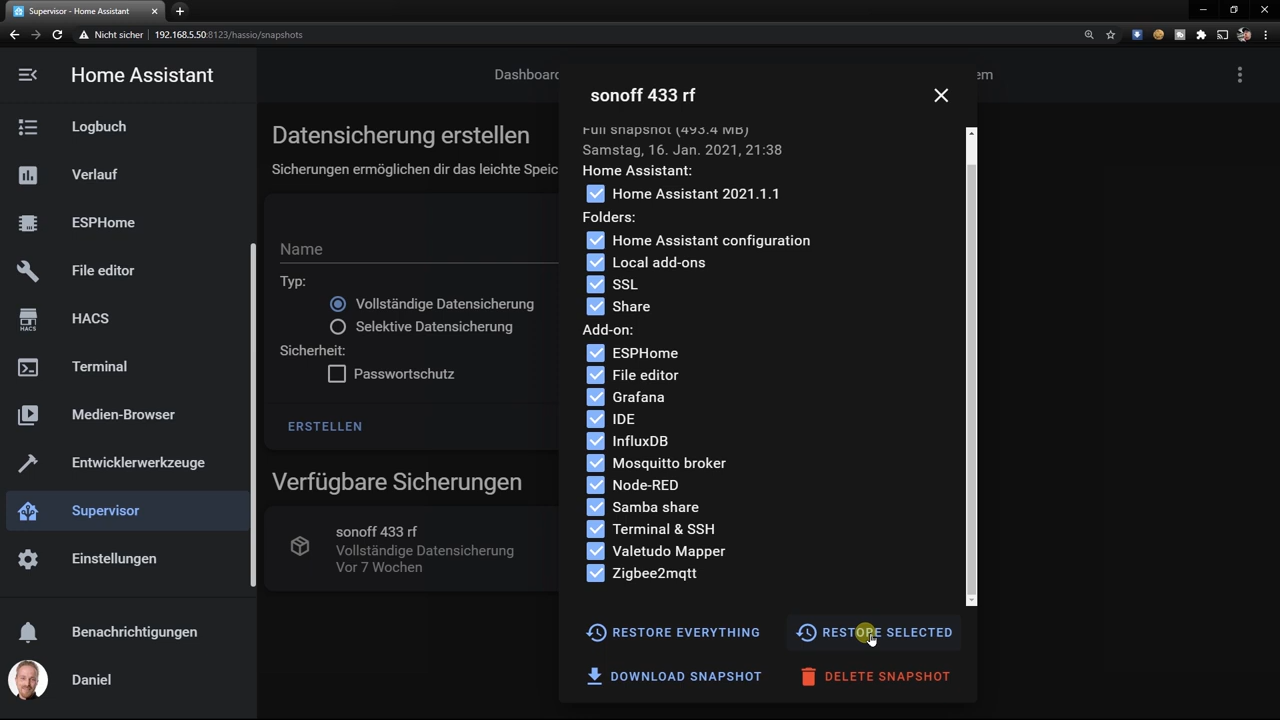 Supervisor - Home Assistant
Nicht sicher
192.168.5.50:8123/hassio/snapshots
Home Assistant
Logbuch
Verlauf
ESPHome
File editor
HACS
HACS
Terminal
Medien-Browser
Entwicklerwerkzeuge
Supervisor
Einstellungen
Benachrichtigungen
Daniel
Dashboard
em
Datensicherung erstellen
Sicherungen ermöglichen dir das leichte Speic
Name
Typ:
Vollständige Datensicherung
Selektive Datensicherung
Sicherheit:
Passwortschutz
ERSTELLEN
Verfügbare Sicherungen
sonoff 433 rf
Vollständige Datensicherung
Vor 7 Wochen
sonoff 433 rf
Full snapshot (493.4 MB)
Samstag, 16. Jan. 2021, 21:38
Home Assistant:
Home Assistant 2021.1.1
Folders:
Home Assistant configuration
Local add-ons
SSL
Share
Add-on:
ESPHome
File editor
Grafana
IDE
InfluxDB
Mosquitto broker
Node-RED
Samba share
Terminal & SSH
Valetudo Mapper
Zigbee2mqtt
RESTORE EVERYTHING
RESTORE SELECTED
DOWNLOAD SNAPSHOT
DELETE SNAPSHOT